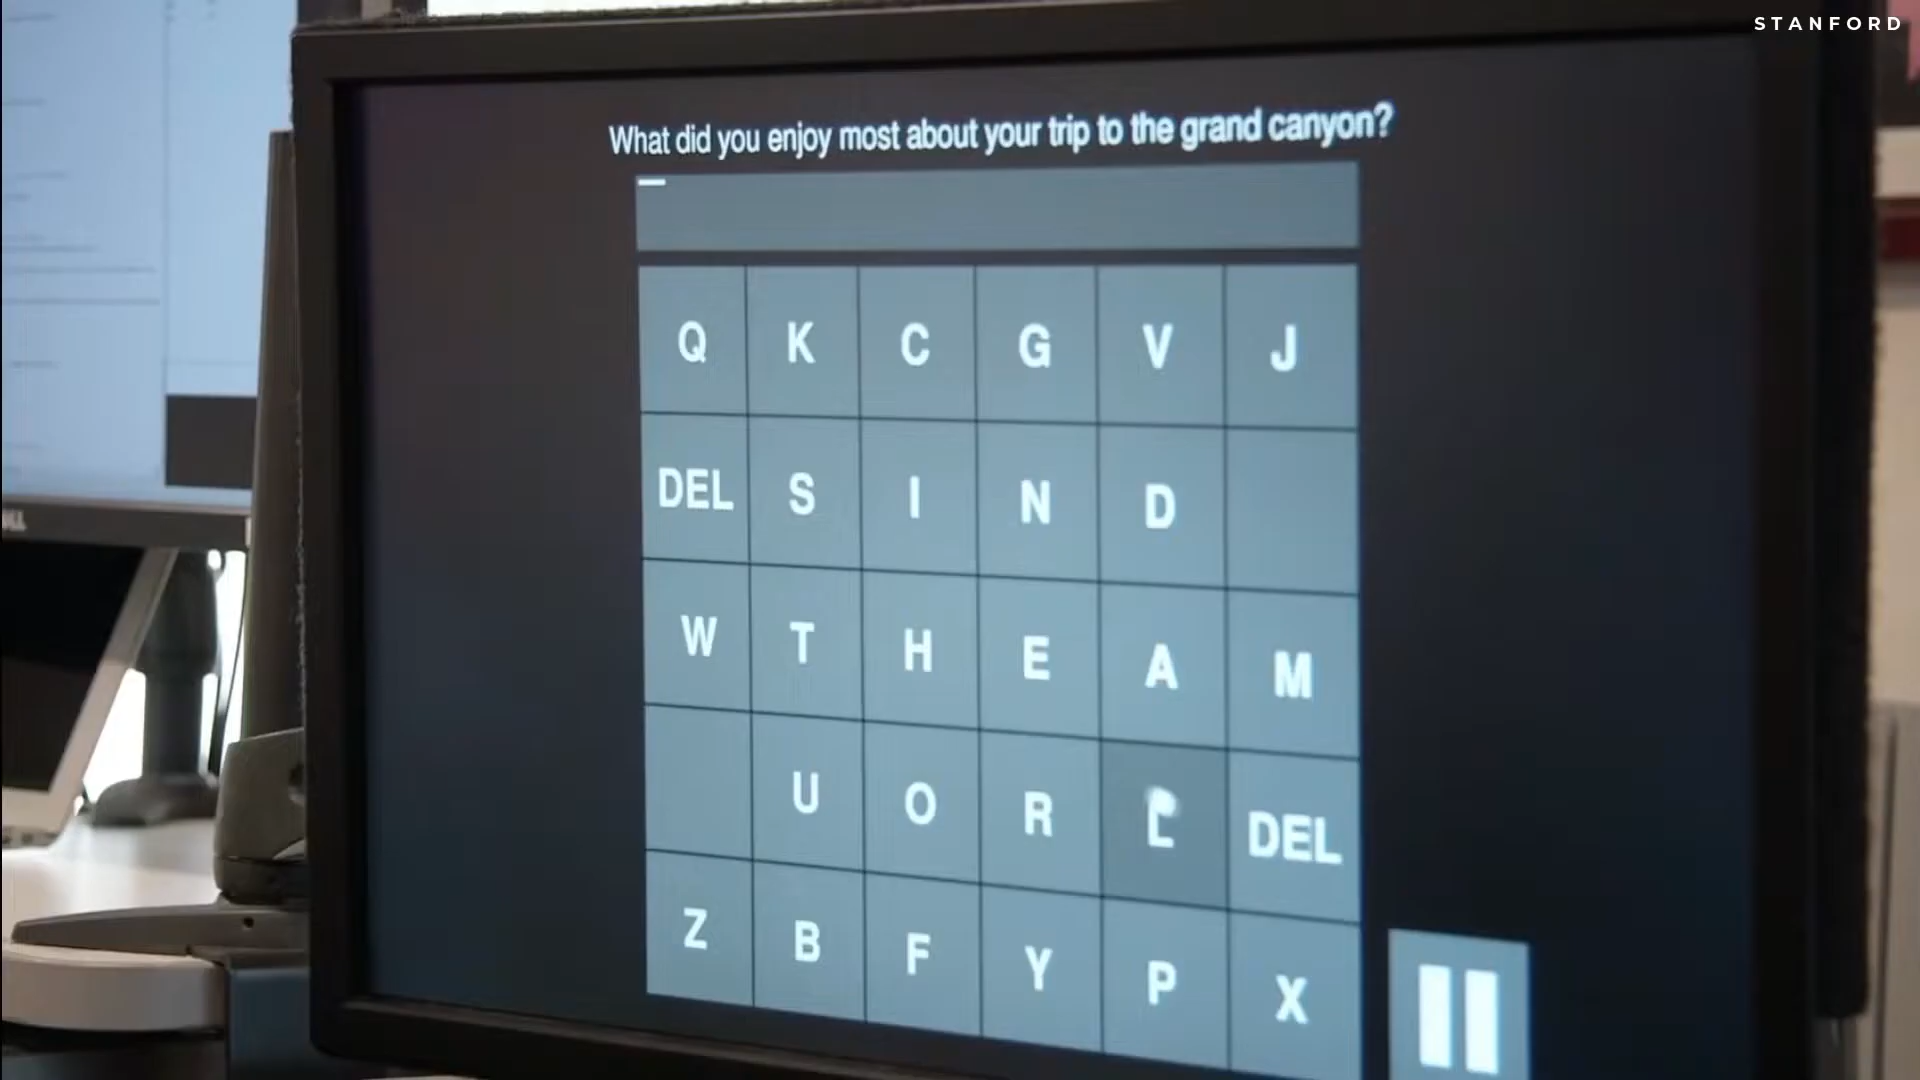 STANFORD
What did you enjoy most about your trip to the grand canyon?
Q K C G V J
DEL S I N D
W T H E A M
U O R L DEL
Z B F Y P X